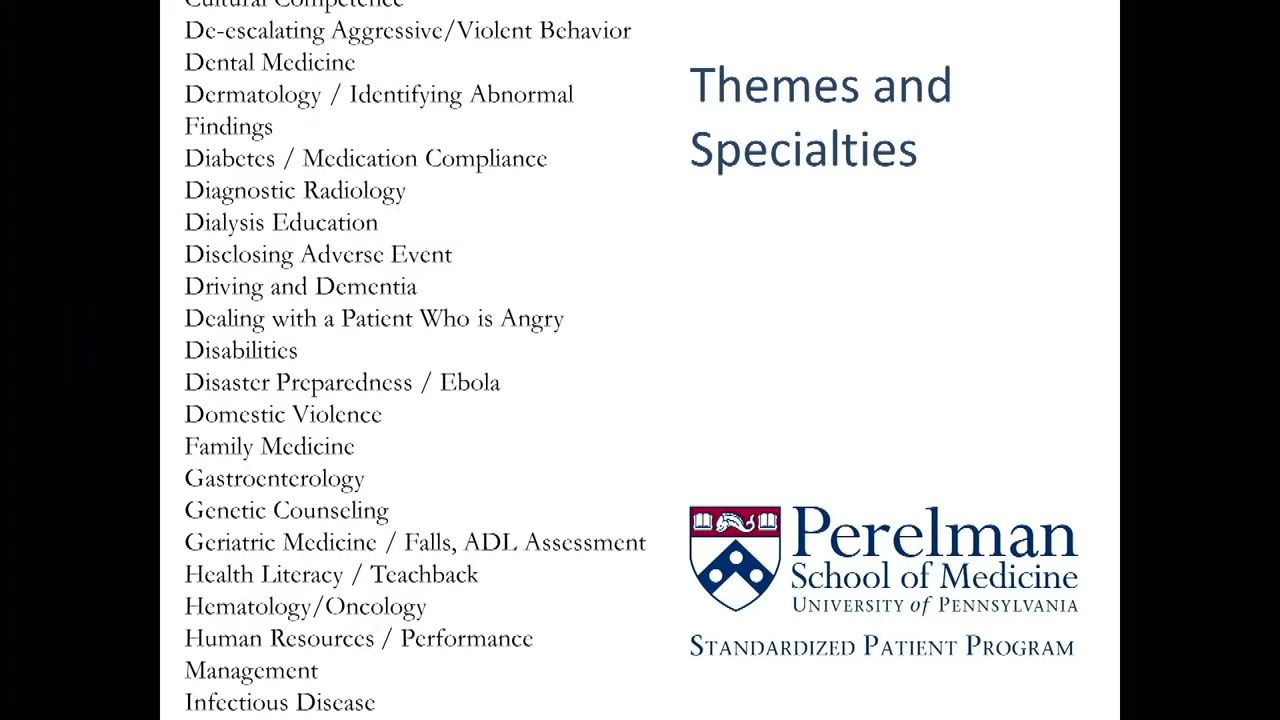 Cultural Competence
De-escalating Aggressive/Violent Behavior
Dental Medicine
Dermatology / Identifying Abnormal
Findings
Diabetes / Medication Compliance
Diagnostic Radiology
Dialysis Education
Disclosing Adverse Event
Driving and Dementia
Dealing with a Patient Who is Angry
Disabilities
Disaster Preparedness / Ebola
Domestic Violence
Family Medicine
Gastroenterology
Genetic Counseling
Geriatric Medicine / Falls, ADL Assessment
Health Literacy / Teachback
Hematology/Oncology
Human Resources / Performance
Management
Infectious Disease
Themes and
Specialties
Perelman
School of Medicine
UNIVERSITY of PENNSYLVANIA
STANDARDIZED PATIENT PROGRAM